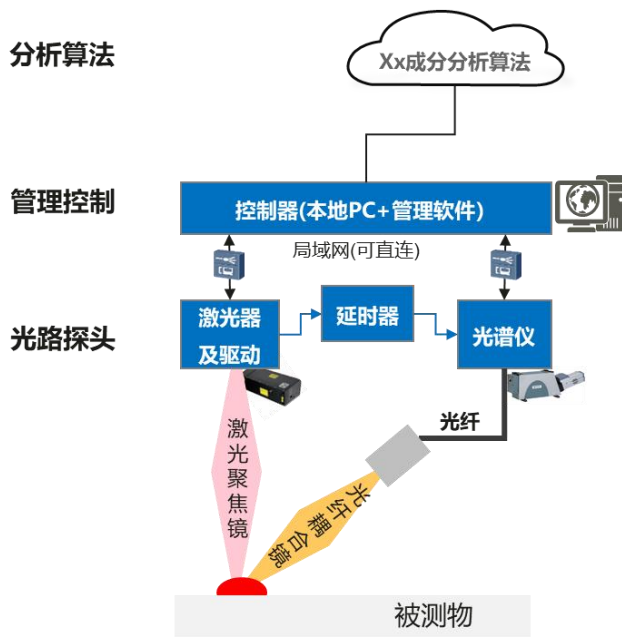 分析算法
Xx成分分析算法
管理控制
控制器(本地PC+管理软件)
局域网(可直连)
光路探头
激光器
及驱动
延时器
光谱仪
光纤
激光聚焦镜
光纤耦合镜
被测物